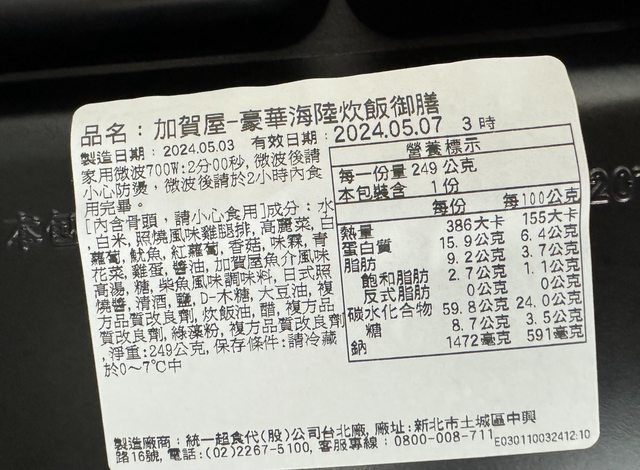 品名：加賀屋-豪華海陸炊飯御膳
製造日期：2024.05.03 有效日期：2024.05.07 3時
家用微波700W:2分00秒, 微波後請
小心防燙，微波後請於2小時內食
用完畢。
[內含骨頭，請小心食用]成分：水
,白米, 照燒風味雞腿排, 高麗菜, 白
蘿蔔, 魷魚, 紅蘿蔔, 香菇, 味霖, 青
花菜, 雞蛋, 醬油, 加賀屋魚介風味
高湯, 糖, 柴魚風味調味料, 日式照
燒醬, 清酒, 鹽, D-木糖, 大豆油, 複
方品質改良劑, 炊飯油, 醋, 複方品
質改良劑, 綠藻粉, 複方品質改良劑
,淨重:249公克, 保存條件:請冷藏
於0~7℃中
營養標示
每一份量 249 公克
本包裝含 1份
每份 每100公克
熱量 386大卡 155大卡
蛋白質 15.9公克 6.4公克
脂肪 9.2公克 3.7公克
飽和脂肪 2.7公克 1.1公克
反式脂肪 0公克 0公克
碳水化合物 59.8公克 24.0公克
糖 8.7公克 3.5公克
鈉 1472毫克 591毫克
製造廠商：統一超食代(股)公司台北廠, 廠址:新北市土城區中興
路16號, 電話:(02)2267-5100, 客服專線：0800-008-711
E030110032412:10